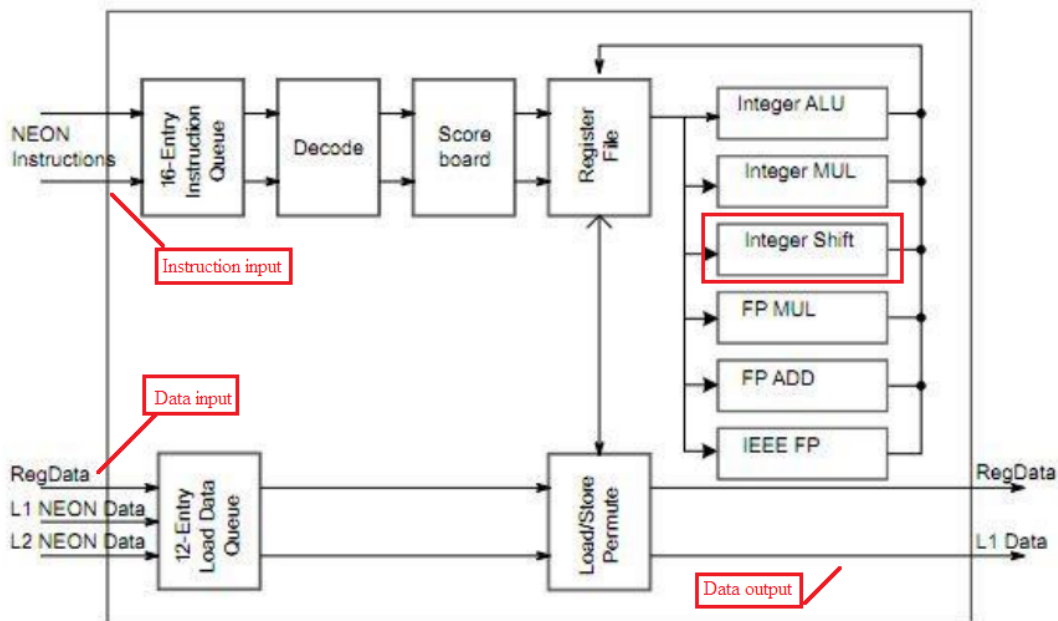 NEON
Instructions
16-Entry
Instruction
Queue
Decode
Score
board
Register
File
Integer ALU
Integer MUL
Integer Shift
FP MUL
FP ADD
IEEE FP
Instruction input
Data input
RegData
L1 NEON Data
L2 NEON Data
12-Entry
Load Data
Queue
Load/Store
Permute
RegData
L1 Data
Data output